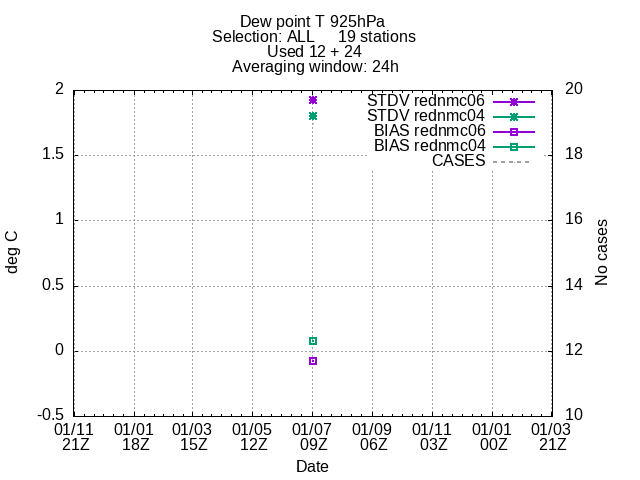 Dew point T 925hPa
Selection: ALL 19 stations
Used 12 + 24
Averaging window: 24h
STDV rednmc06
STDV rednmc04
BIAS rednmc06
BIAS rednmc04
CASES
2
1.5
1
0.5
0
-0.5
deg C
20
18
16
14
12
10
No cases
01/11 01/01 01/03 01/05 01/07 01/09 01/11 01/01 01/03
21Z 18Z 15Z 12Z 09Z 06Z 03Z 00Z 21Z
Date